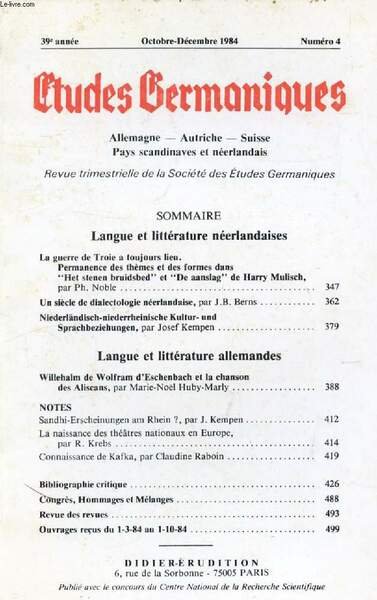 Le-livre.com
39e année Octobre-Décembre 1984 Numéro 4
Etudes Germaniques
Allemagne — Autriche — Suisse
Pays scandinaves et néerlandais
Revue trimestrielle de la Société des Études Germaniques
SOMMAIRE
Langue et littérature néerlandaises
La guerre de Troie a toujours lieu.
Permanence des thèmes et des formes dans
"Het stenen bruidsbed" et "De aanslag" de Harry Mulisch,
par Ph. Noble 347
Un siècle de dialectologie néerlandaise, par J.B. Berns 362
Niederländisch-niederrheinische Kultur- und
Sprachbeziehungen, par Josef Kempen 379
Langue et littérature allemandes
Willehalm de Wolfram d'Eschenbach et la chanson
des Aliscans, par Marie-Noel Huby-Marly 388
NOTES
Sandhi-Erscheinungen am Rhein ?, par J. Kempen 412
La naissance des théâtres nationaux en Europe,
par R. Krebs 414
Connaissance de Kafka, par Claudine Raboin 419
Bibliographie critique 426
Congrès, Hommages et Mélanges 488
Revue des revues 493
Ouvrages reçus du 1-3-84 au 1-10-84 499
DIDIER-ÉRUDITION
6, rue de la Sorbonne - 75005 PARIS
Publié avec le concours du Centre National de la Recherche Scientifique